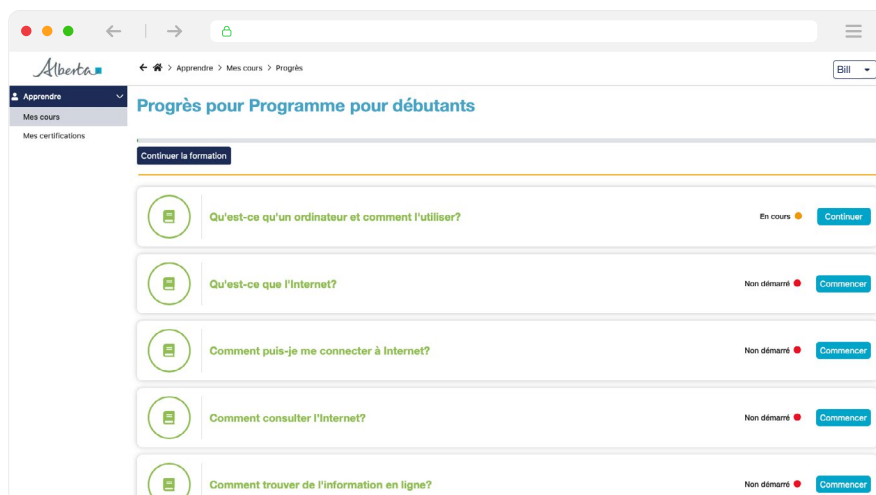 Alberta
> Apprendre > Mes cours > Progrès
Bill
Apprendre
Mes cours
Mes certifications
Progrès pour Programme pour débutants
Continuer la formation
Qu'est-ce qu'un ordinateur et comment l'utiliser?
En cours
Continuer
Qu'est-ce que l'Internet?
Non démarré
Commencer
Comment puis-je me connecter à Internet?
Non démarré
Commencer
Comment consulter l'Internet?
Non démarré
Commencer
Comment trouver de l'information en ligne?
Non démarré
Commencer